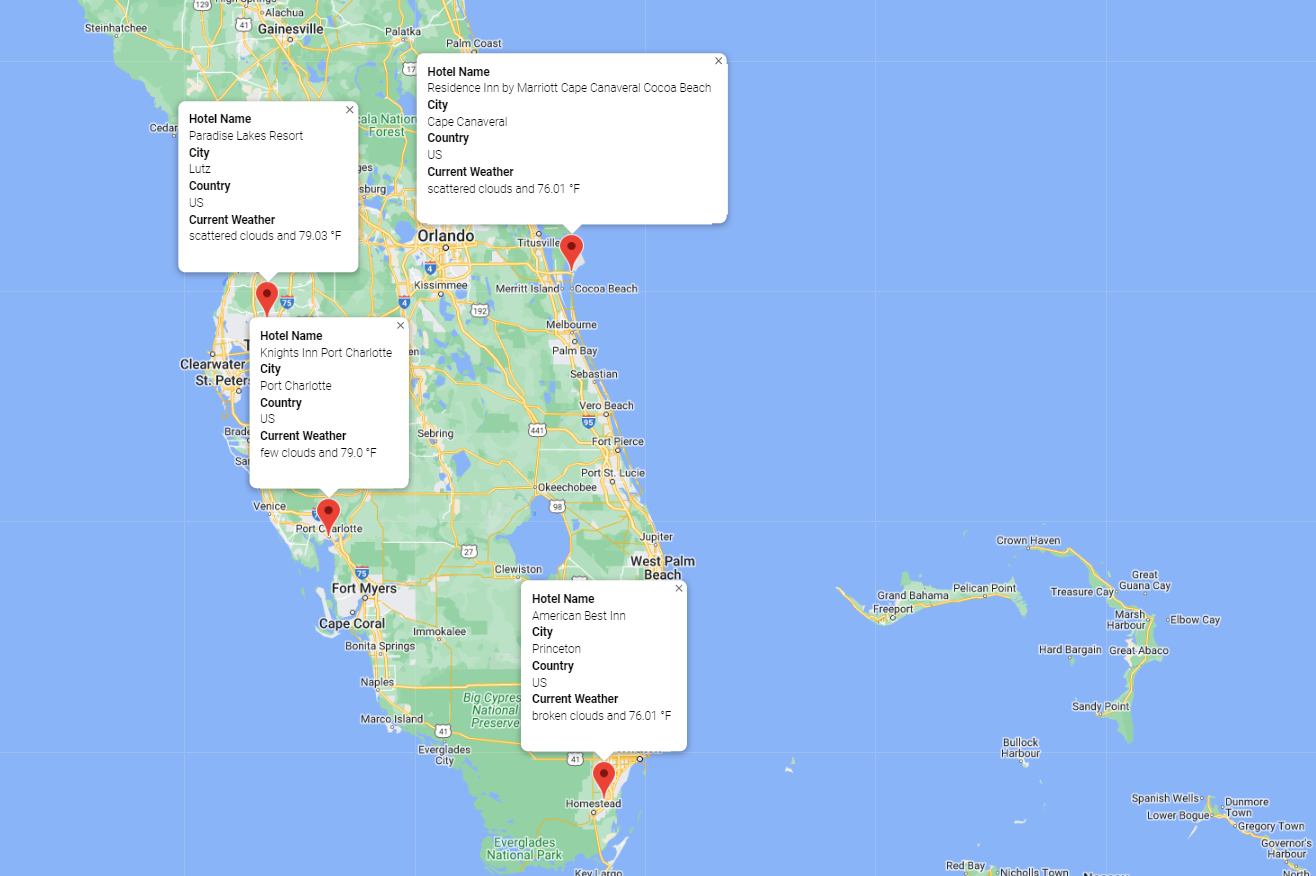 129
High Springs
Alachua
Steinhatchee
41
Gainesville
Palatka
Palm Coast
17
Hotel Name
Residence Inn by Marriott Cape Canaveral Cocoa Beach
City
Cape Canaveral
Country
US
Current Weather
scattered clouds and 76.01 °F
Hotel Name
Paradise Lakes Resort
City
Lutz
Country
US
Current Weather
scattered clouds and 79.03 °F
Forest
Orlando
Titusville
4
Kissimmee
Merritt Island
Cocoa Beach
75
4
192
Melbourne
Palm Bay
Clearwater
St. Peters
Sebastian
Hotel Name
Knights Inn Port Charlotte
City
Port Charlotte
Country
US
Current Weather
few clouds and 79.0 °F
Vero Beach
95
441
Sebring
Fort Pierce
Port St. Lucie
Okeechobee
98
Venice
Port Charlotte
27
Jupiter
West Palm
Beach
Clewiston
75
Fort Myers
Cape Coral
Immokalee
Bonita Springs
Naples
Marco Island
Big Cypres
National
Preserve
41
Everglades
City
Hotel Name
American Best Inn
City
Princeton
Country
US
Current Weather
broken clouds and 76.01 °F
41
Homestead
Everglades
National Park
Key Largo
Crown Haven
Grand Bahama
Freeport
Pelican Point
Great
Guana Cay
Treasure Cay
Marsh
Harbour
Elbow Cay
Hard Bargain
Great Abaco
Sandy Point
Bullock
Harbour
Spanish Wells
Dunmore
Town
Lower Bogue
Gregory Town
Governor's
Harbour
Red Bay
Nicholls Town